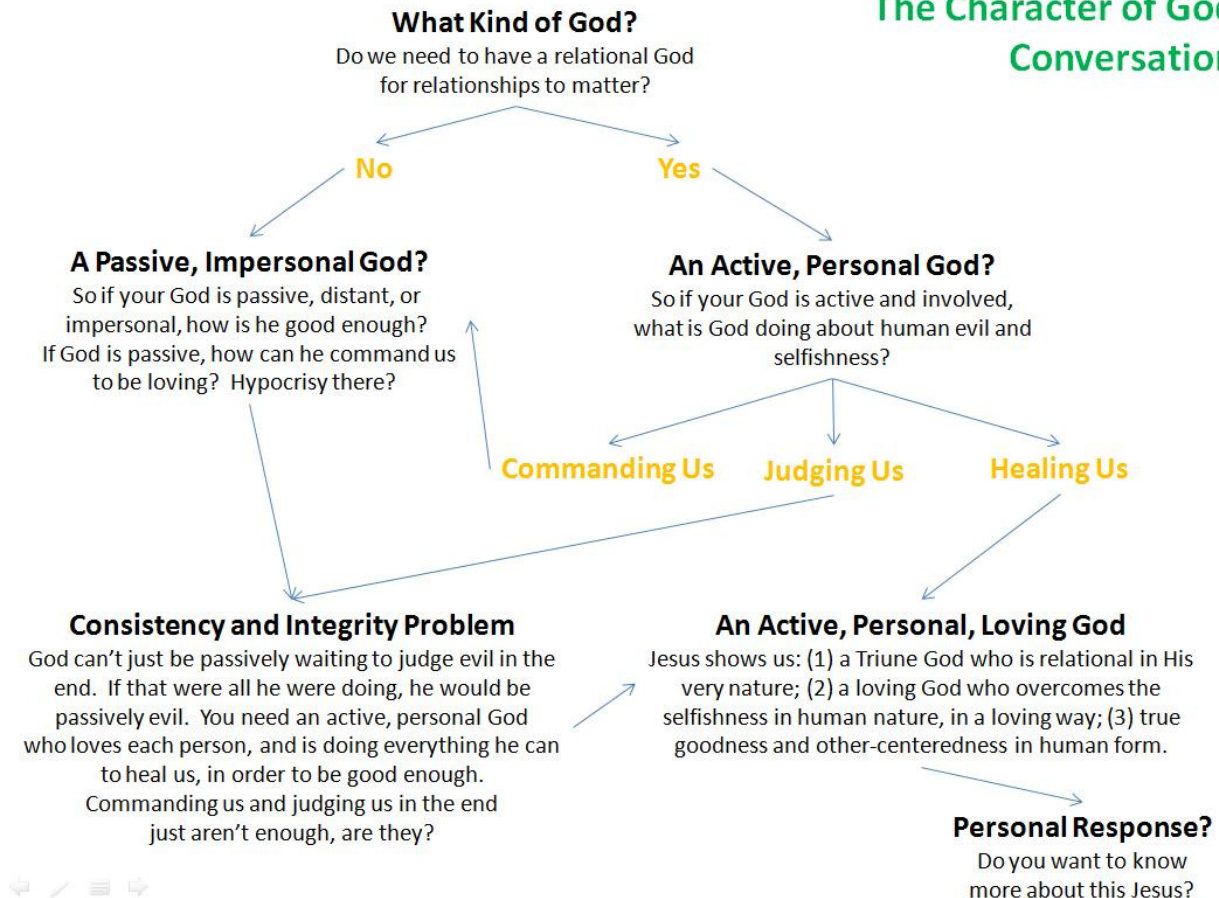 The Character of God
Conversation
What Kind of God?
Do we need to have a relational God
for relationships to matter?
No
Yes
A Passive, Impersonal God?
So if your God is passive, distant, or
impersonal, how is he good enough?
If God is passive, how can he command us
to be loving? Hypocrisy there?
An Active, Personal God?
So if your God is active and involved,
what is God doing about human evil and
selfishness?
Commanding Us
Judging Us
Healing Us
Consistency and Integrity Problem
God can't just be passively waiting to judge evil in the
end. If that were all he were doing, he would be
passively evil. You need an active, personal God
who loves each person, and is doing everything he can
to heal us, in order to be good enough.
Commanding us and judging us in the end
just aren't enough, are they?
An Active, Personal, Loving God
Jesus shows us: (1) a Triune God who is relational in His
very nature; (2) a loving God who overcomes the
selfishness in human nature, in a loving way; (3) true
goodness and other-centeredness in human form.
Personal Response?
Do you want to know
more about this Jesus?